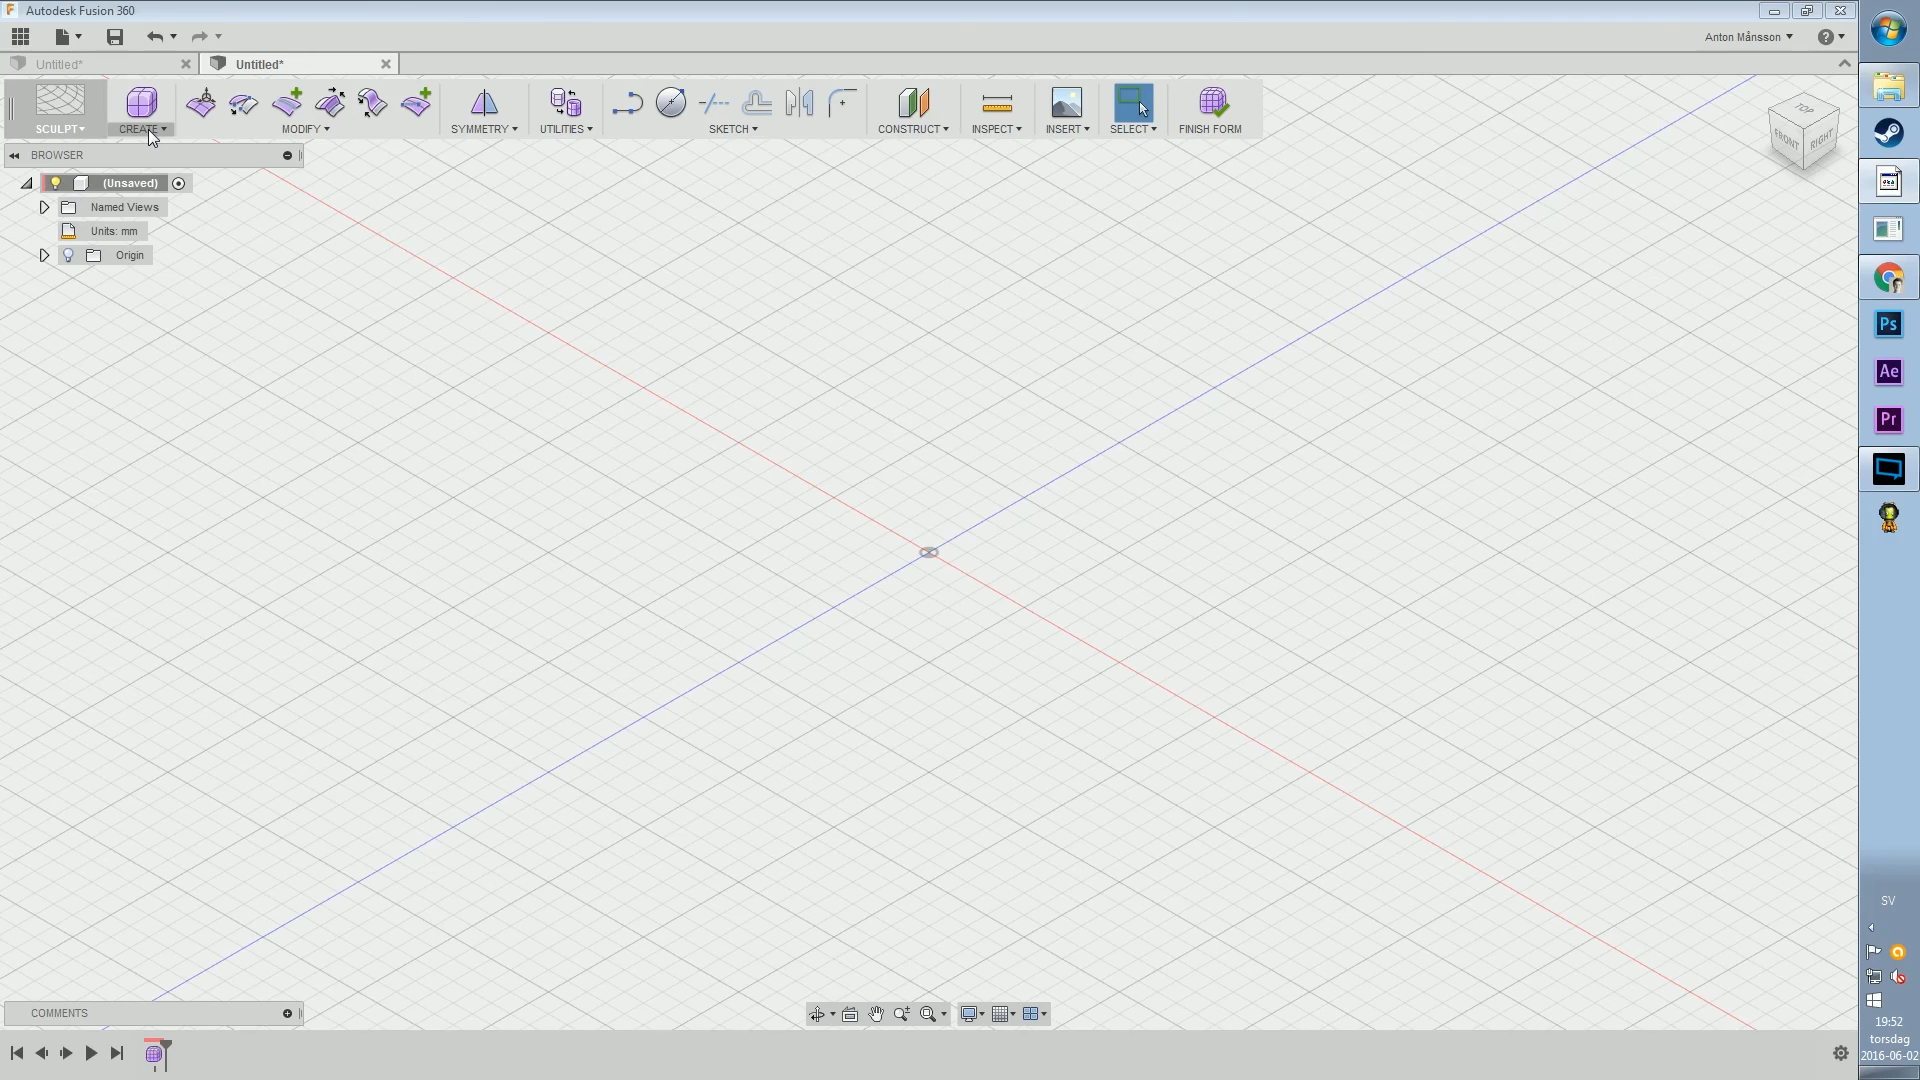 Autodesk Fusion 360
Anton Månsson
Untitled*
Untitled*
SCULPT
CREATE
MODIFY
SYMMETRY
UTILITIES
SKETCH
CONSTRUCT
INSPECT
INSERT
SELECT
FINISH FORM
TOP
FRONT
RIGHT
BROWSER
(Unsaved)
Named Views
Units: mm
Origin
Ps
Ae
Pr
SV
COMMENTS
19:52
torsdag
2016-06-02